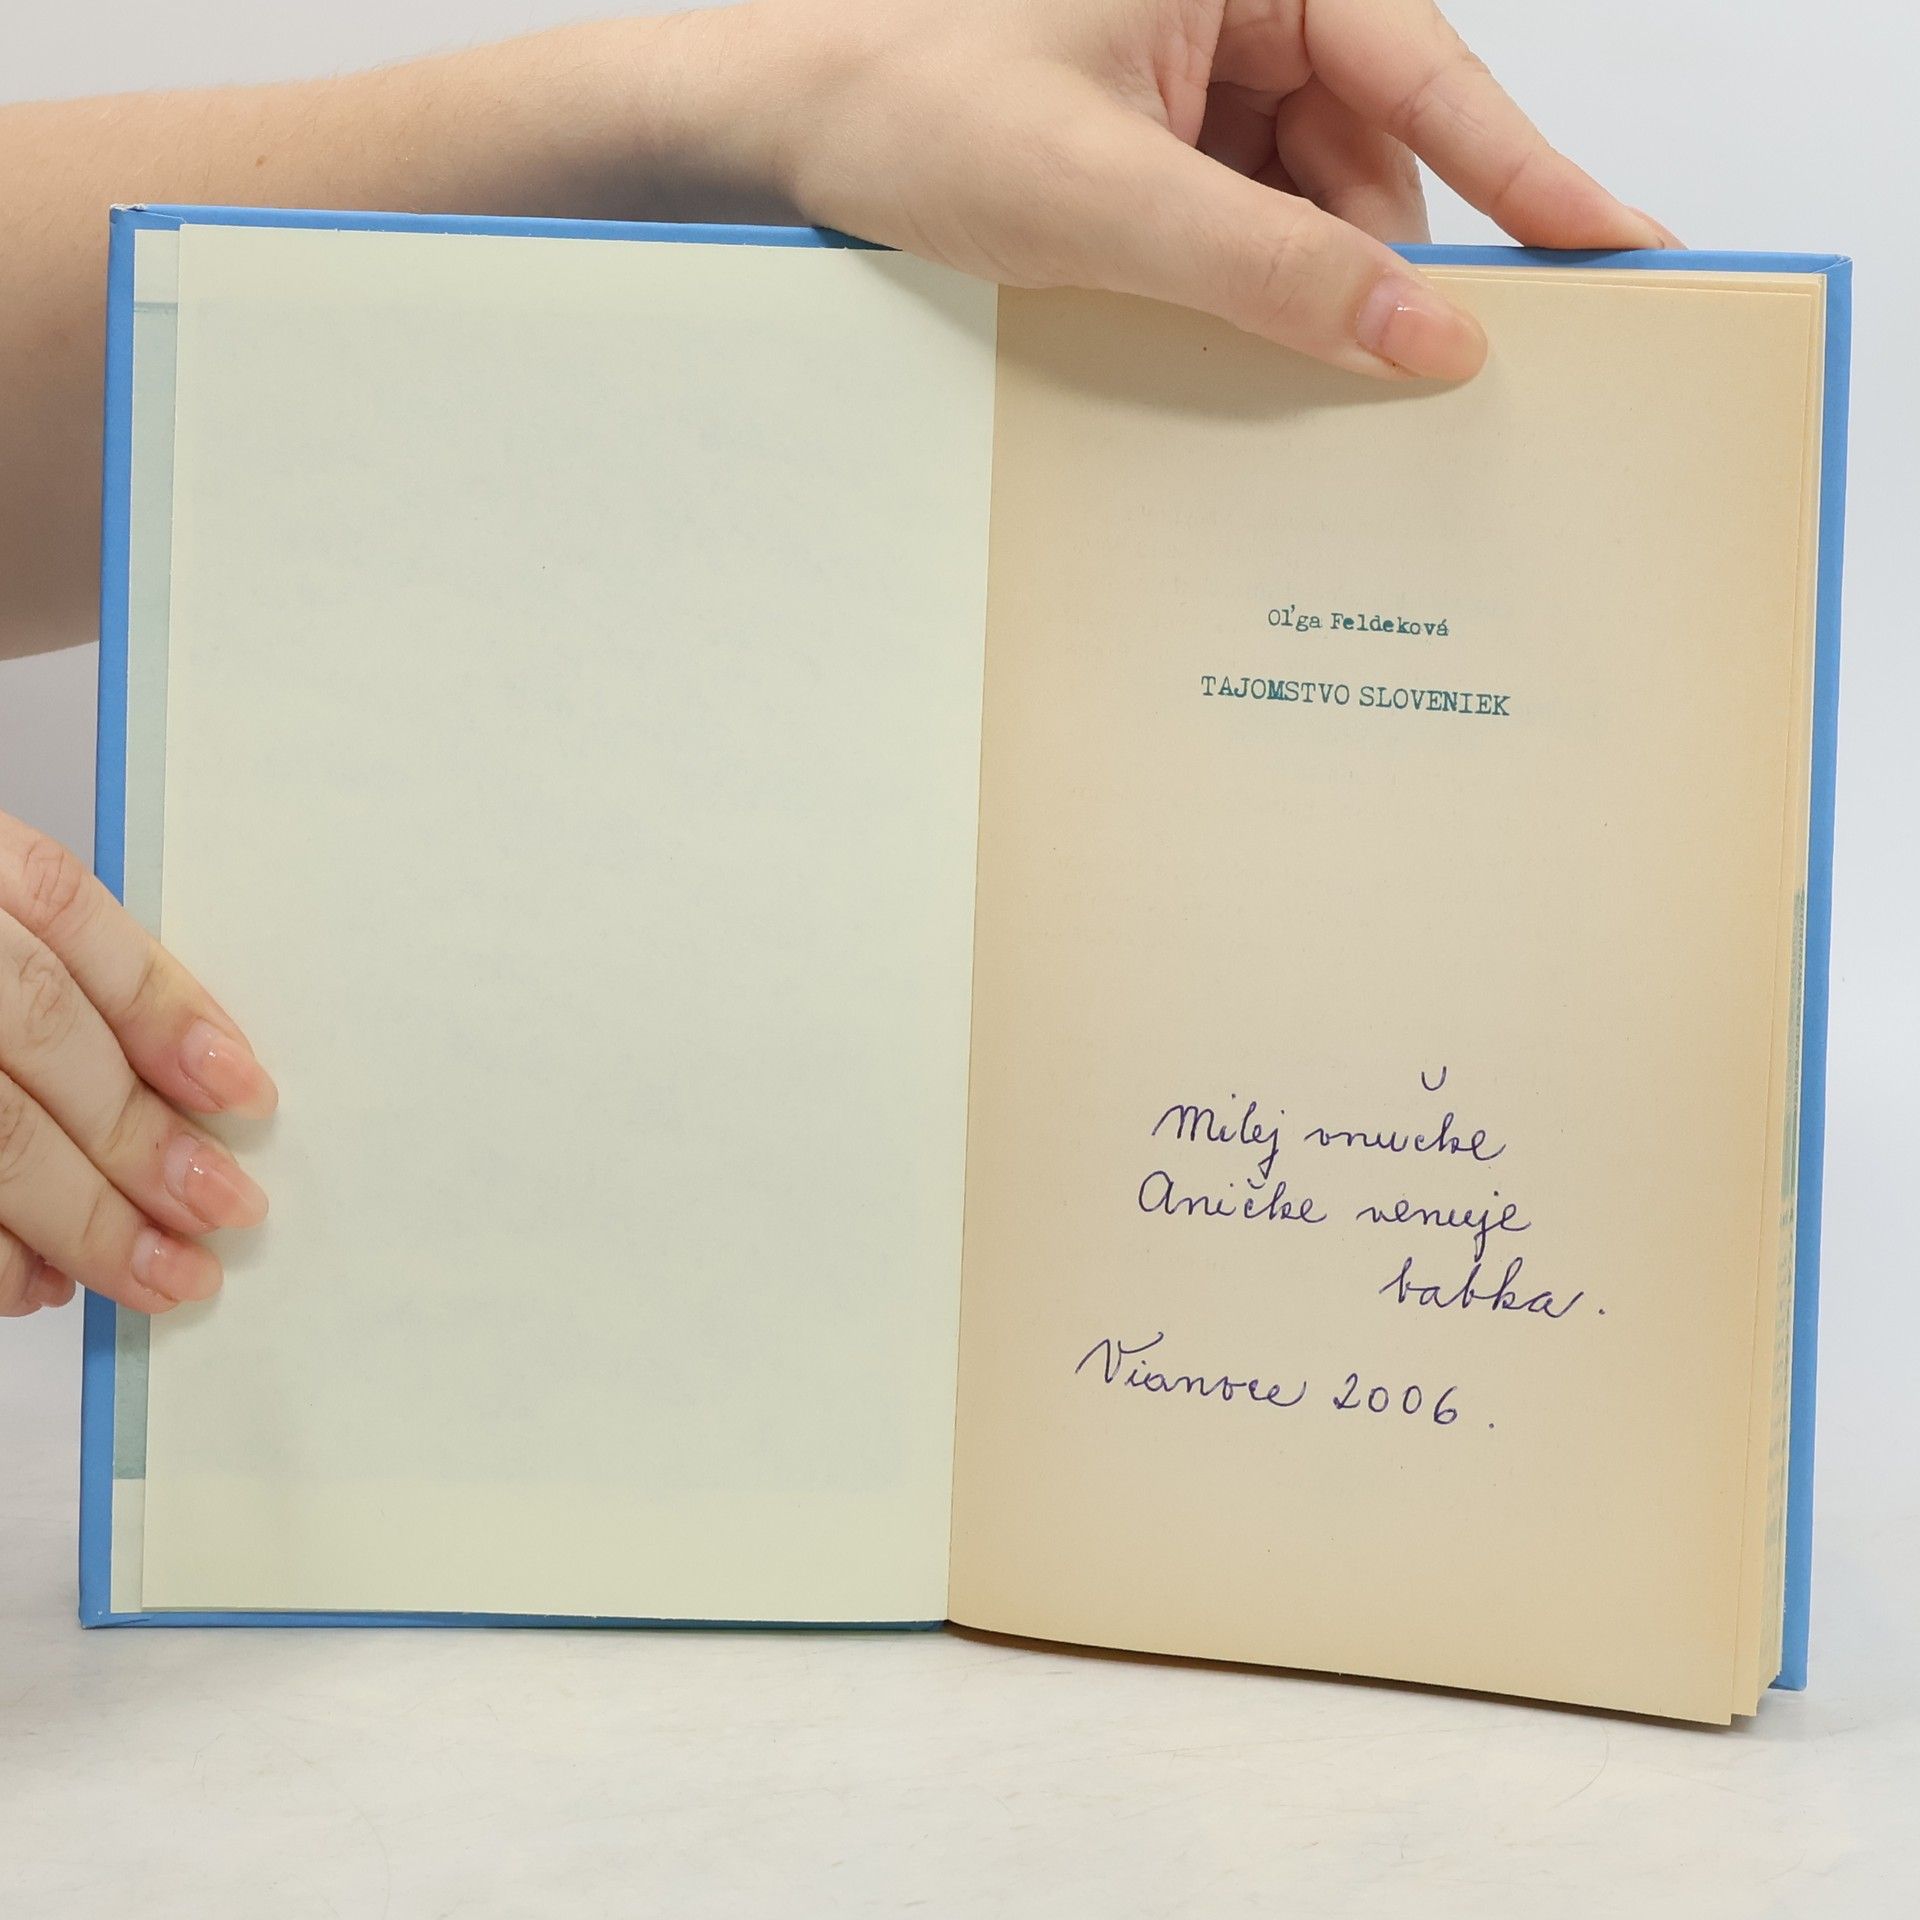 Oľga Feldeková
TAJOMSTVO SLOVENIEK
Milej vnučke
Aničke venuje
babka.
Vianoce 2006.